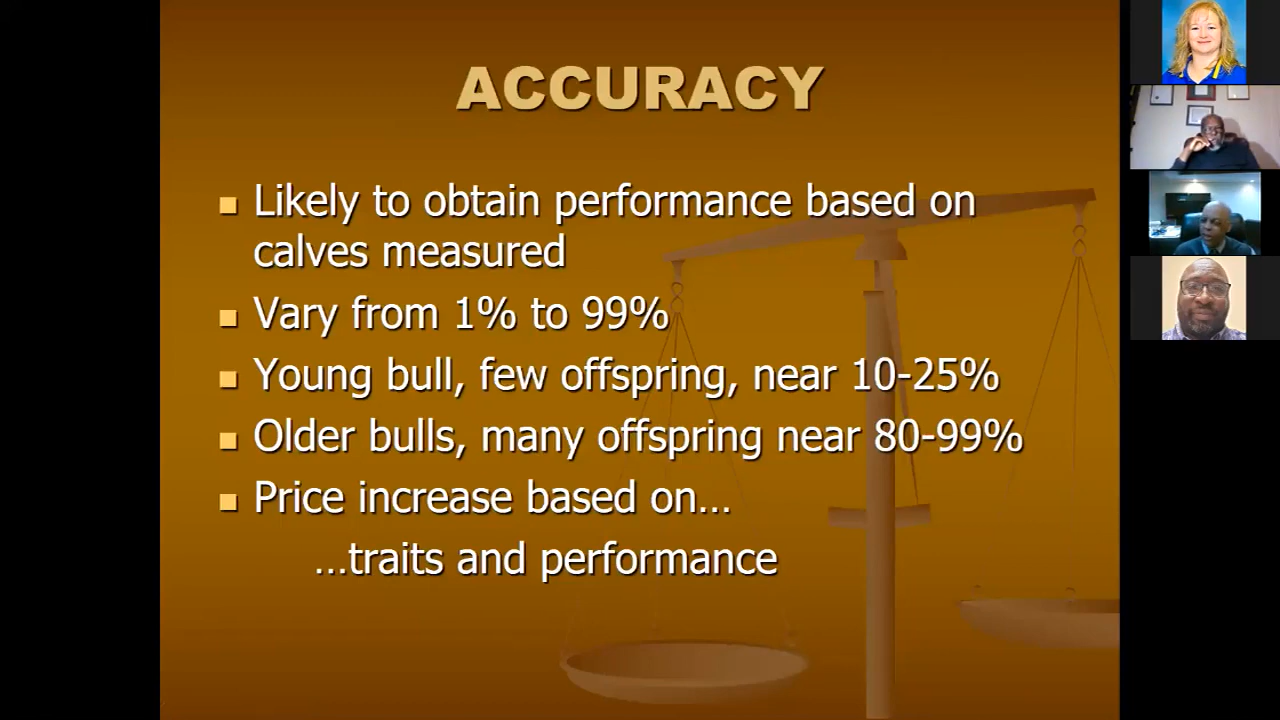 ACCURACY
Likely to obtain performance based on
calves measured
Vary from 1% to 99%
Young bull, few offspring, near 10-25%
Older bulls, many offspring near 80-99%
Price increase based on…
…traits and performance